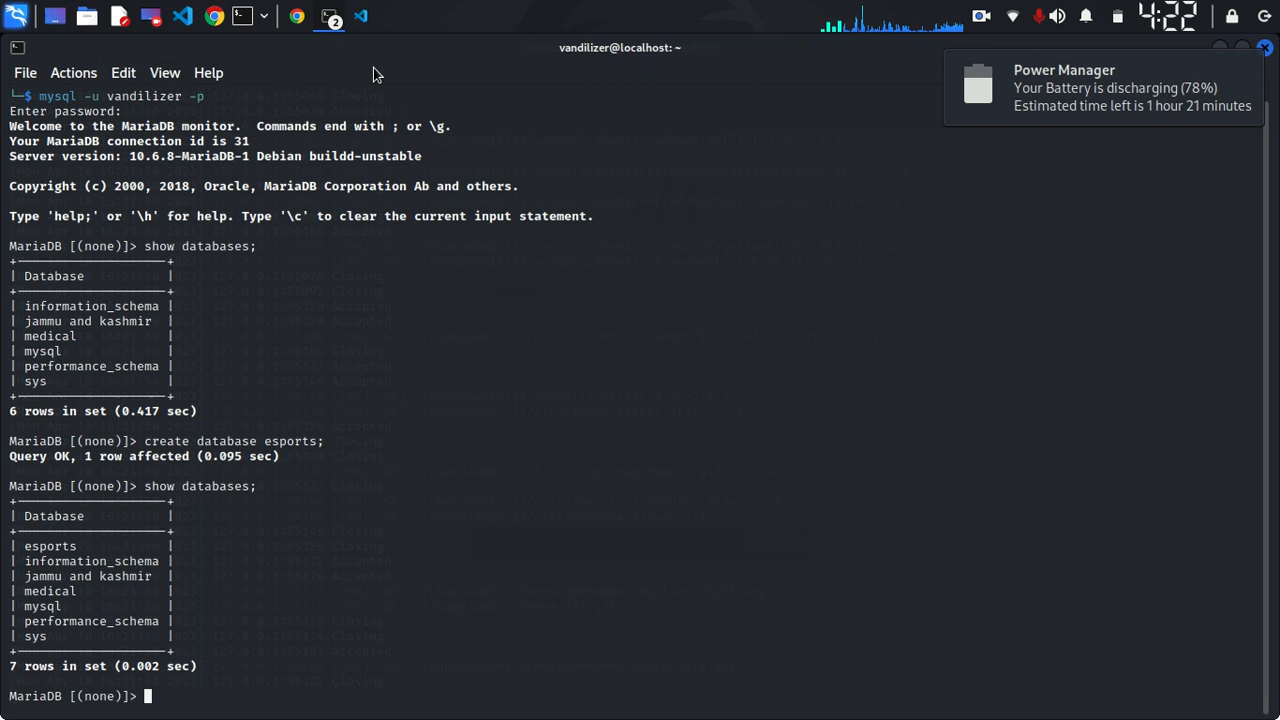 2
4:22
vandilizer@localhost: ~
File Actions Edit View Help
Power Manager
Your Battery is discharging (78%)
Estimated time left is 1 hour 21 minutes
└─$ mysql -u vandilizer -p
Enter password:
Welcome to the MariaDB monitor.  Commands end with ; or \g.
Your MariaDB connection id is 31
Server version: 10.6.8-MariaDB-1 Debian buildd-unstable
Copyright (c) 2000, 2018, Oracle, MariaDB Corporation Ab and others.
Type 'help;' or '\h' for help. Type '\c' to clear the current input statement.
MariaDB [(none)]> show databases;
+--------------------+
| Database           |
+--------------------+
| information_schema |
| jammu and kashmir  |
| medical            |
| mysql              |
| performance_schema |
| sys                |
+--------------------+
6 rows in set (0.417 sec)
MariaDB [(none)]> create database esports;
Query OK, 1 row affected (0.095 sec)
MariaDB [(none)]> show databases;
+--------------------+
| Database           |
+--------------------+
| esports            |
| information_schema |
| jammu and kashmir  |
| medical            |
| mysql              |
| performance_schema |
| sys                |
+--------------------+
7 rows in set (0.002 sec)
MariaDB [(none)]>